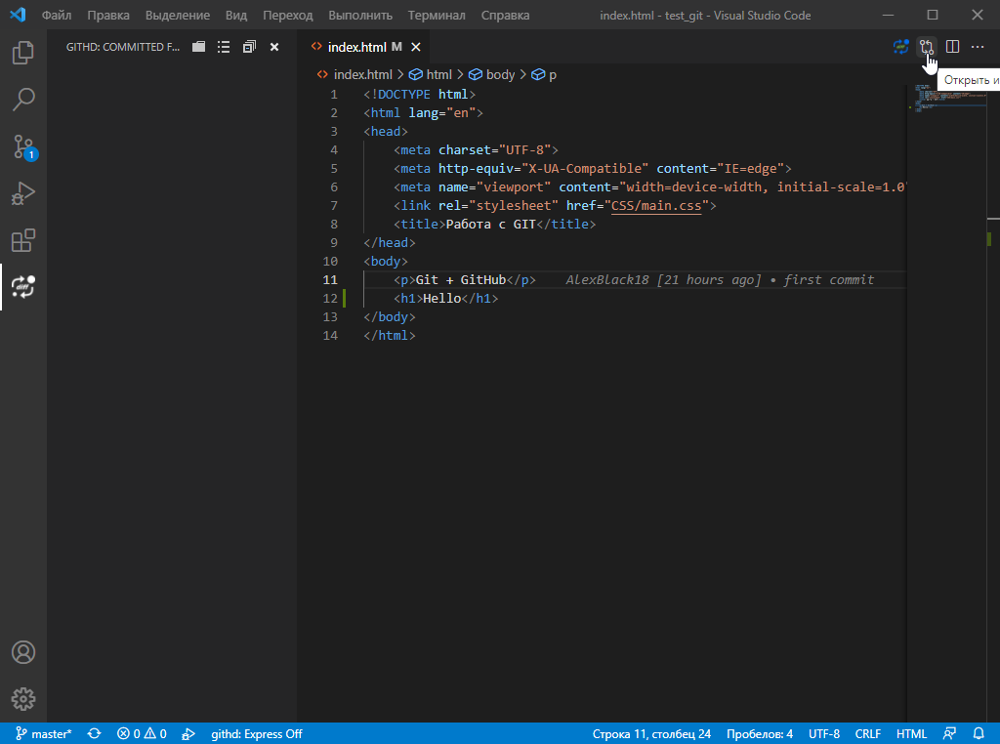 Файл Правка Выделение Вид Переход Выполнить Терминал Справка index.html - test_git - Visual Studio Code
GITHD: COMMITTED F...
index.html M
Открыть и
index.html > html > body > p
1 <!DOCTYPE html>
2 <html lang="en">
3 <head>
4 <meta charset="UTF-8">
5 <meta http-equiv="X-UA-Compatible" content="IE=edge">
6 <meta name="viewport" content="width=device-width, initial-scale=1.0"
7 <link rel="stylesheet" href="CSS/main.css">
8 <title>Работа с GIT</title>
9 </head>
10 <body>
11 <p>Git + GitHub</p> AlexBlack18 [21 hours ago] • first commit
12 <h1>Hello</h1>
13 </body>
14 </html>
1
diff
master* 0 0 githd: Express Off Строка 11, столбец 24 Пробелов: 4 UTF-8 CRLF HTML